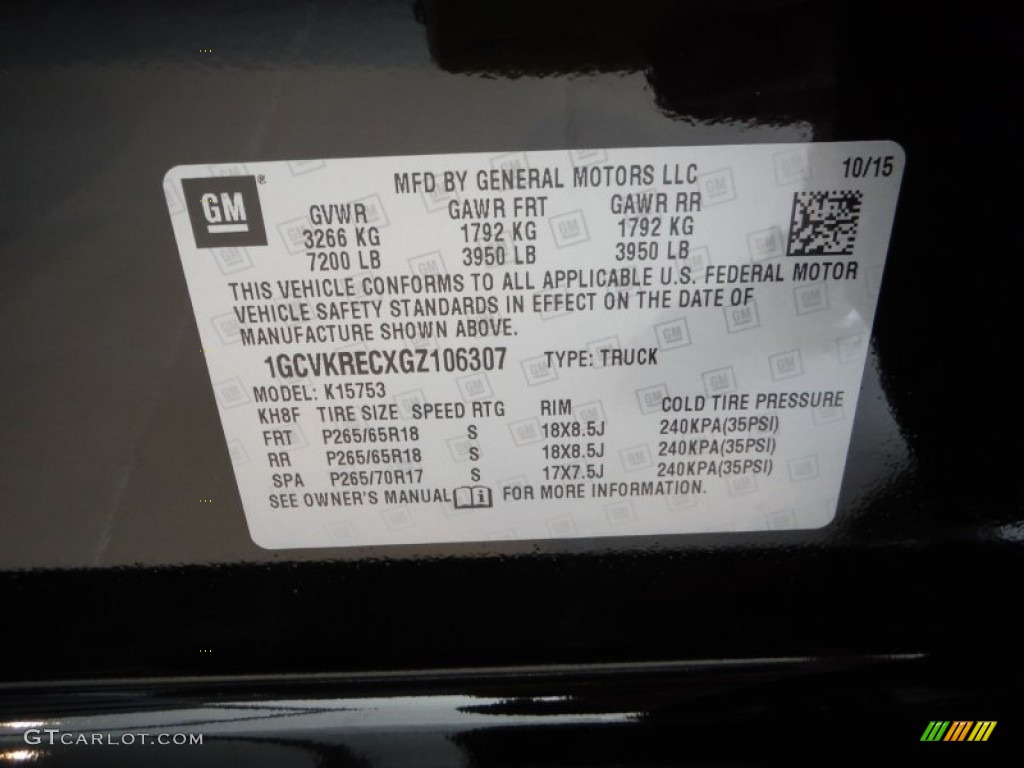 10/15
GM®
MFD BY GENERAL MOTORS LLC
GVWR GAWR FRT GAWR RR
3266 KG 1792 KG 1792 KG
7200 LB 3950 LB 3950 LB
THIS VEHICLE CONFORMS TO ALL APPLICABLE U.S. FEDERAL MOTOR
VEHICLE SAFETY STANDARDS IN EFFECT ON THE DATE OF
MANUFACTURE SHOWN ABOVE.
1GCVKRECXGZ106307 TYPE: TRUCK
MODEL: K15753
KH8F TIRE SIZE SPEED RTG RIM COLD TIRE PRESSURE
FRT P265/65R18 S 18X8.5J 240KPA(35PSI)
RR P265/65R18 S 18X8.5J 240KPA(35PSI)
SPA P265/70R17 S 17X7.5J 240KPA(35PSI)
SEE OWNER'S MANUAL FOR MORE INFORMATION.
GTCARLOT.COM